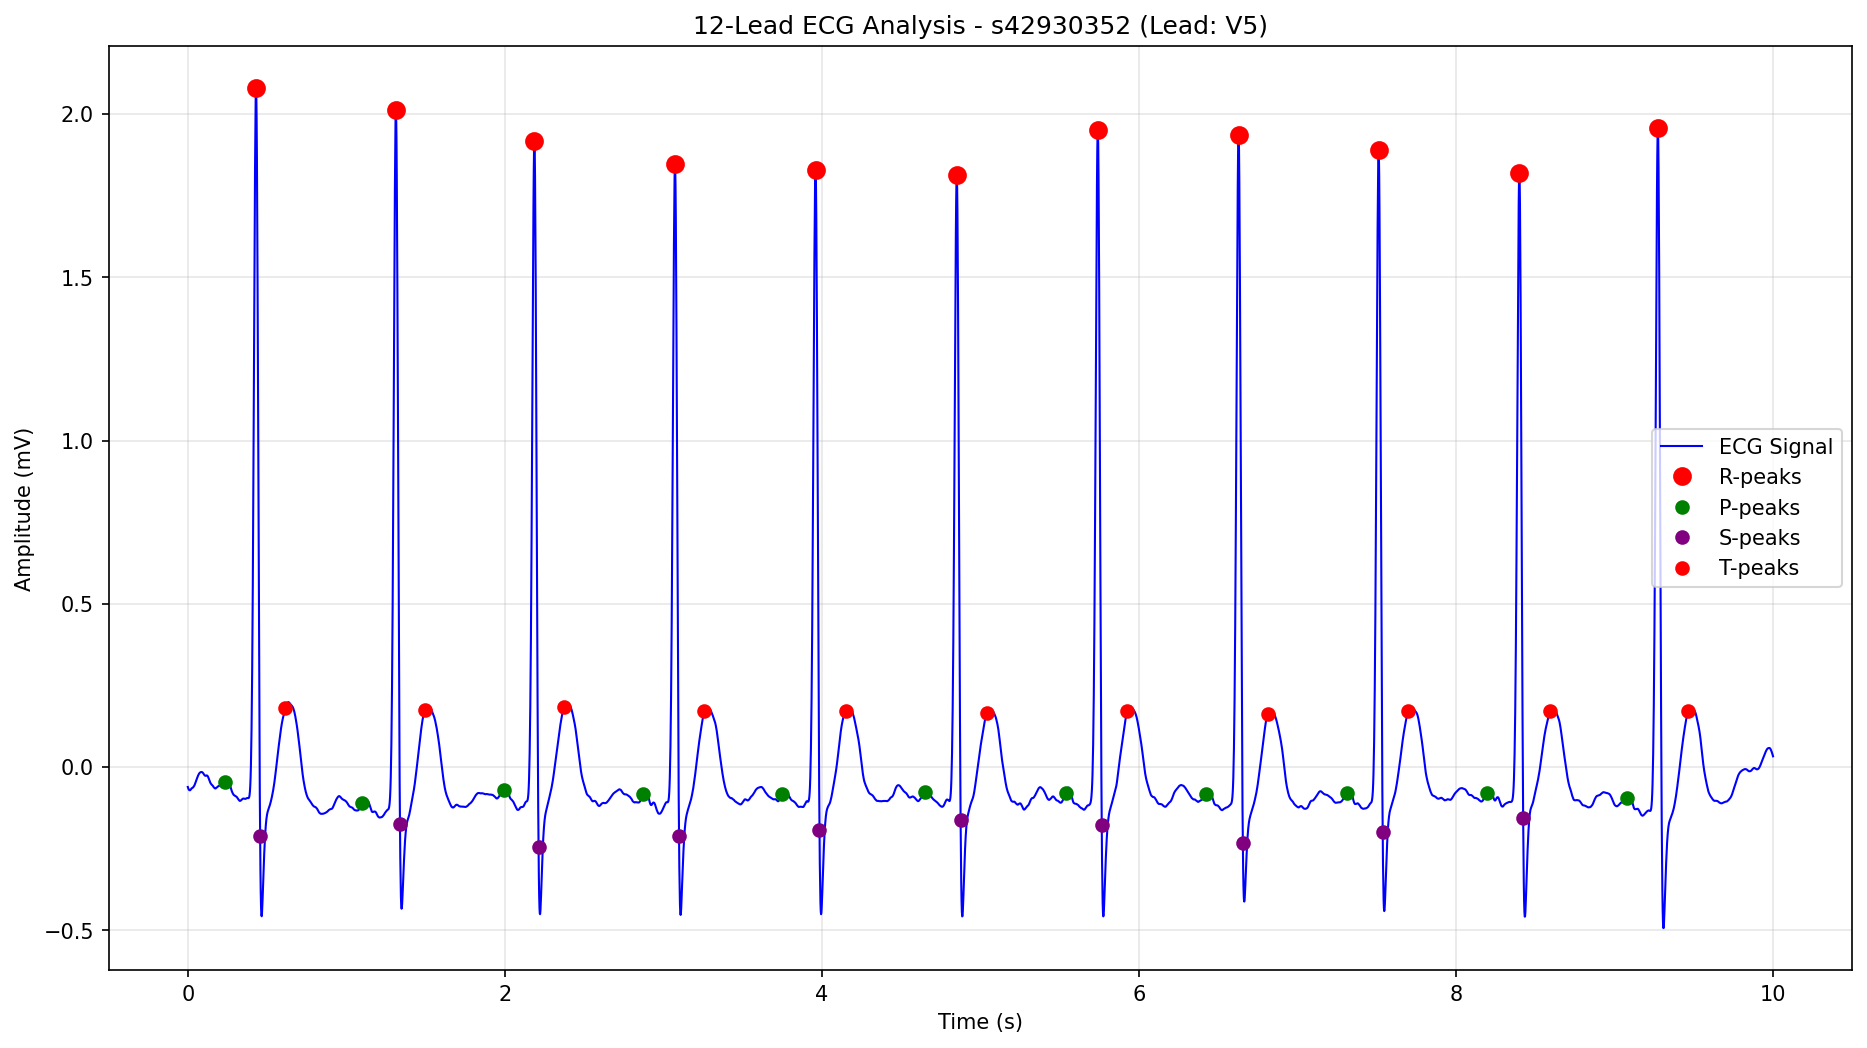 12-Lead ECG Analysis - s42930352 (Lead: V5)
Amplitude (mV)
2.0
1.5
1.0
0.5
0.0
−0.5
ECG Signal
R-peaks
P-peaks
S-peaks
T-peaks
0 2 4 6 8 10
Time (s)